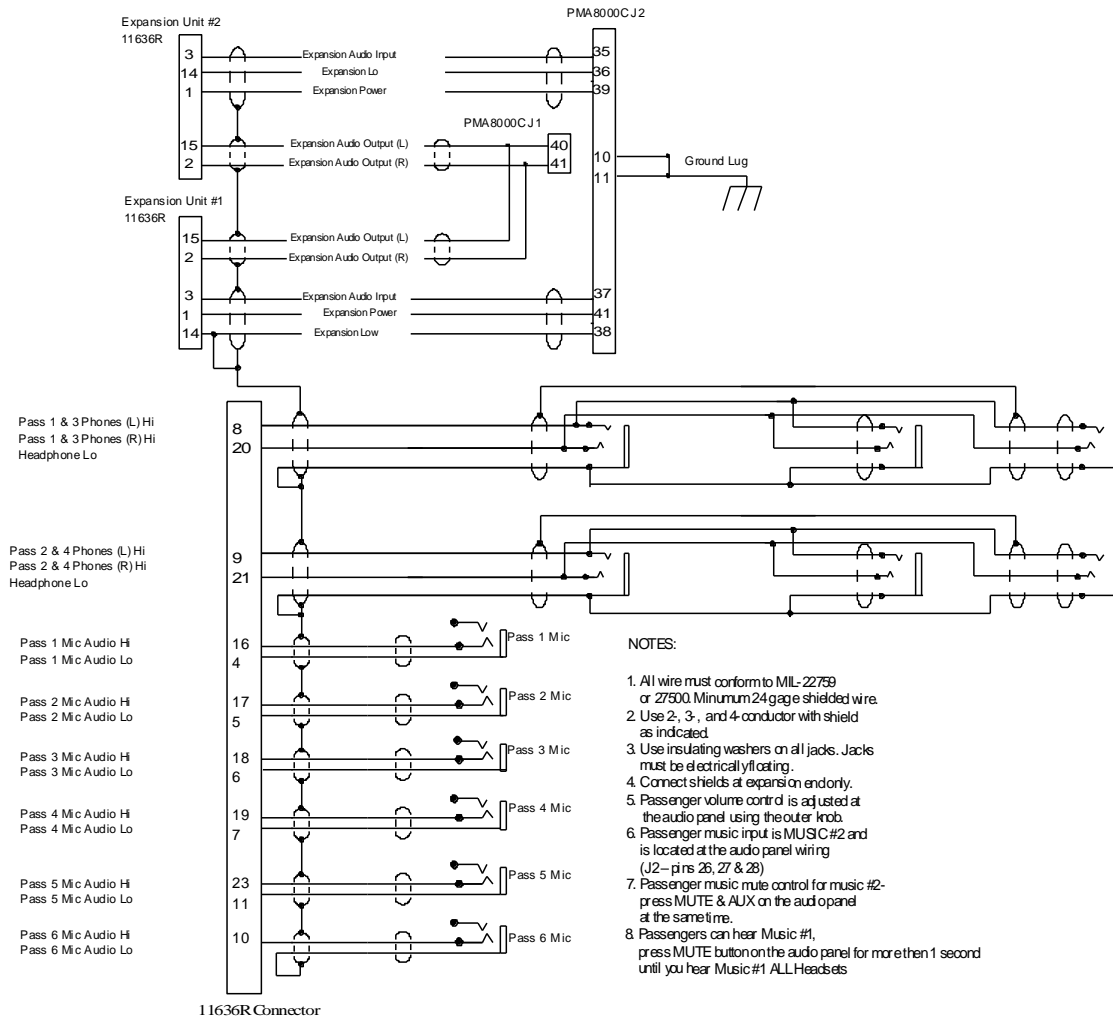 PMA8000C J2
Expansion Unit #2
11636R
3
Expansion Audio Input
35
14
Expansion Lo
36
1
Expansion Power
39
PMA8000C J1
15
Expansion Audio Output (L)
40
2
Expansion Audio Output (R)
41
10
Ground Lug
11
Expansion Unit #1
11636R
15
Expansion Audio Output (L)
2
Expansion Audio Output (R)
3
Expansion Audio Input
37
1
Expansion Power
41
14
Expansion Low
38
Pass 1 & 3 Phones (L) Hi
8
Pass 1 & 3 Phones (R) Hi
20
Headphone Lo
Pass 2 & 4 Phones (L) Hi
9
Pass 2 & 4 Phones (R) Hi
21
Headphone Lo
Pass 1 Mic Audio Hi
16
Pass 1 Mic
Pass 1 Mic Audio Lo
4
Pass 2 Mic Audio Hi
17
Pass 2 Mic
Pass 2 Mic Audio Lo
5
Pass 3 Mic Audio Hi
18
Pass 3 Mic
Pass 3 Mic Audio Lo
6
Pass 4 Mic Audio Hi
19
Pass 4 Mic
Pass 4 Mic Audio Lo
7
Pass 5 Mic Audio Hi
23
Pass 5 Mic
Pass 5 Mic Audio Lo
11
Pass 6 Mic Audio Hi
10
Pass 6 Mic
Pass 6 Mic Audio Lo
11636R Connector
NOTES:
1. All wire must conform to MIL-22759
or 27500. Minumum 24 gage shielded wire.
2. Use 2-, 3-, and 4-conductor with shield
as indicated.
3. Use insulating washers on all jacks. Jacks
must be electrically floating.
4. Connect shields at expansion end only.
5. Passenger volume control is adjusted at
the audio panel using the outer knob.
6. Passenger music input is MUSIC #2 and
is located at the audio panel wiring
(J2– pins 26, 27 & 28)
7. Passenger music mute control for music #2-
press MUTE & AUX on the audio panel
at the same time.
8. Passengers can hear Music #1,
press MUTE button on the audio panel for more then 1 second
until you hear Music #1 ALL Headsets